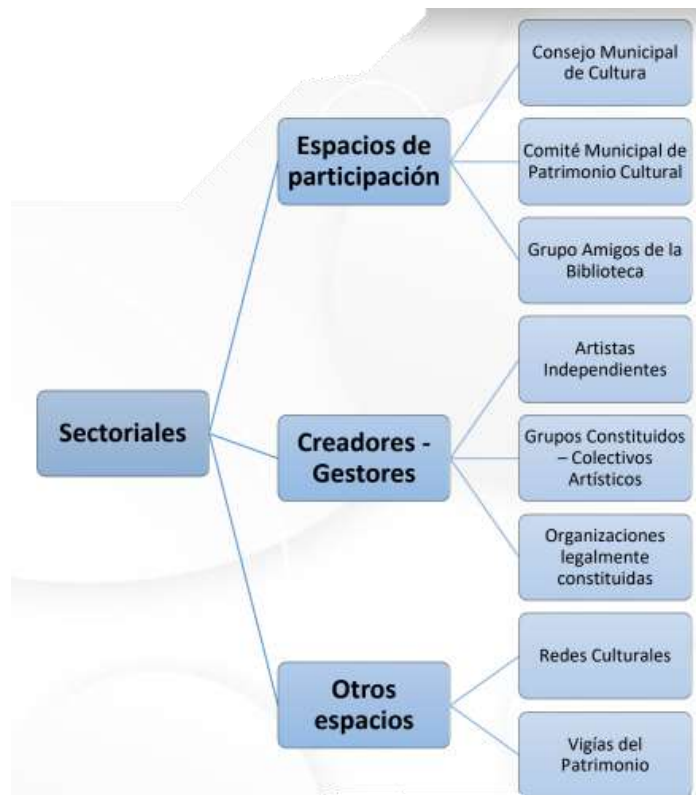 Sectoriales
Espacios de
participación
Consejo Municipal
de Cultura
Comité Municipal de
Patrimonio Cultural
Grupo Amigos de la
Biblioteca
Creadores -
Gestores
Artistas
Independientes
Grupos Constituidos
– Colectivos
Artísticos
Organizaciones
legalmente
constituidas
Otros
espacios
Redes Culturales
Vigías del
Patrimonio